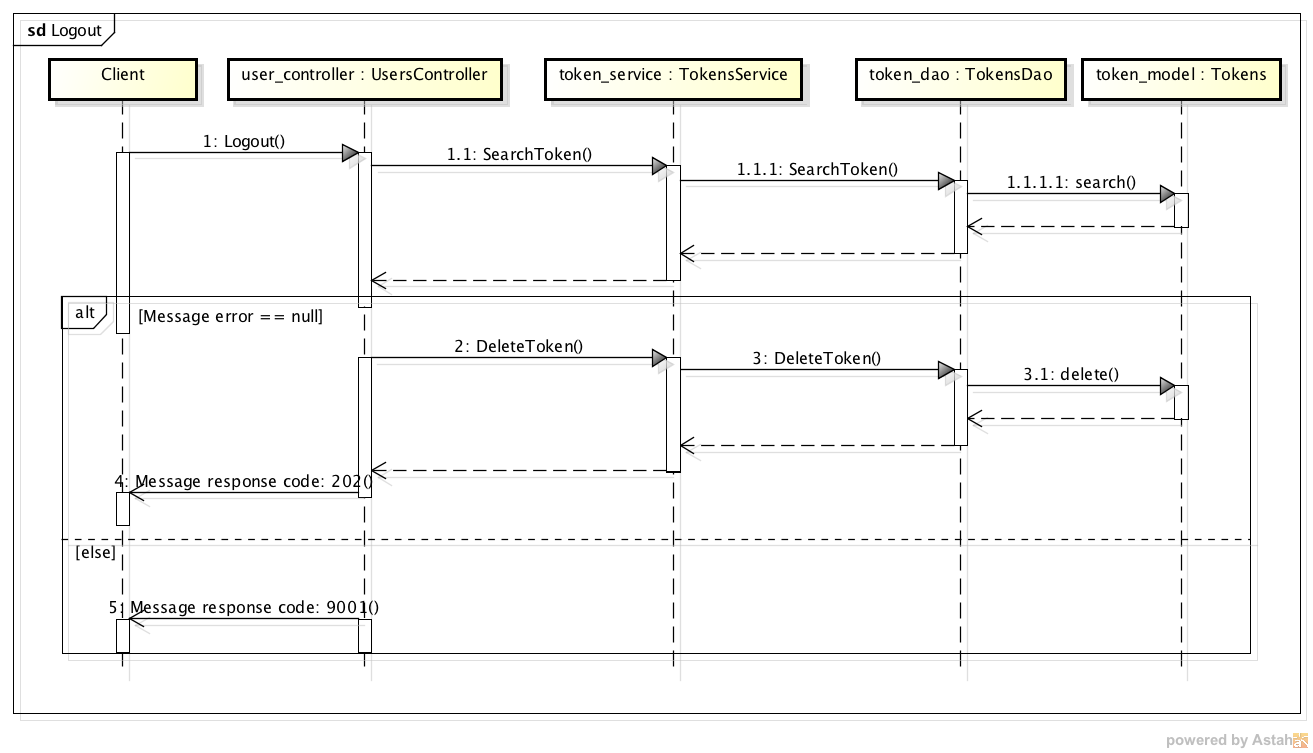 sd Logout
Client
user_controller : UsersController
token_service : TokensService
token_dao : TokensDao
token_model : Tokens
1: Logout()
1.1: SearchToken()
1.1.1: SearchToken()
1.1.1.1: search()
alt
[Message error == null]
2: DeleteToken()
3: DeleteToken()
3.1: delete()
4: Message response code: 202()
[else]
5: Message response code: 9001()
powered by Astah